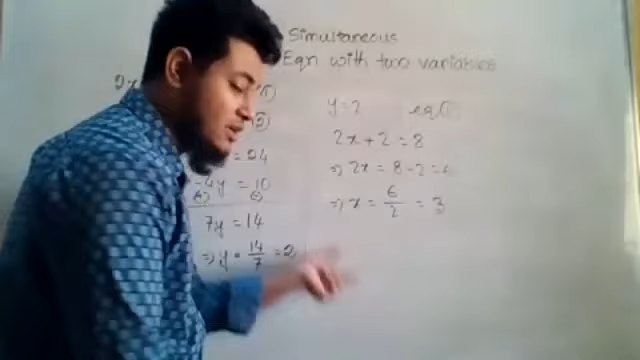 Simultaneous
Eqn with two variables
2x
①
②
= 24
-4y = 10
(+) (-)
7y = 14
⇒ y = 14/7 = 2
y = 2 eq①
2x + 2 = 8
⇒ 2x = 8 - 2 = 6
⇒ x = 6/2 = 3